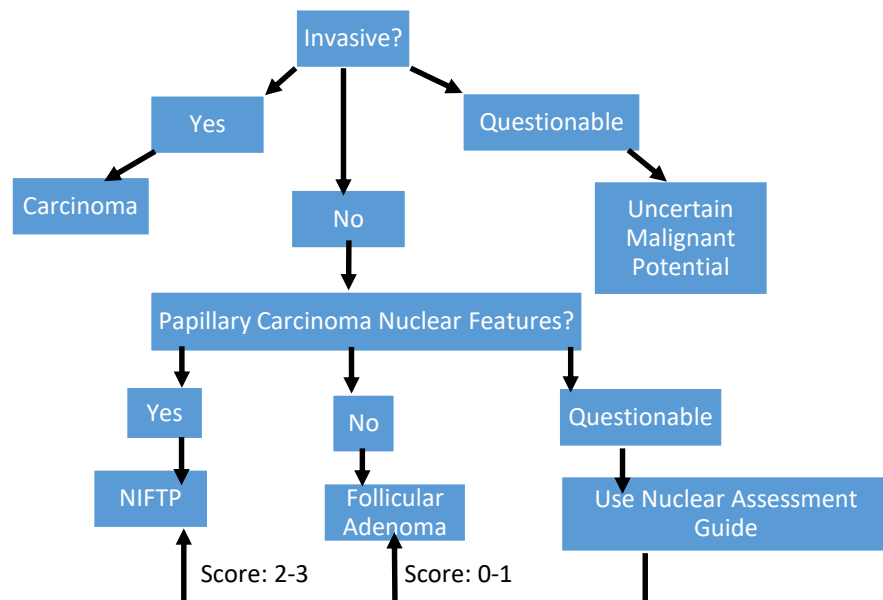 Invasive?
Yes
Questionable
Carcinoma
No
Uncertain
Malignant
Potential
Papillary Carcinoma Nuclear Features?
Yes
No
Questionable
NIFTP
Follicular
Adenoma
Use Nuclear Assessment
Guide
Score: 2-3
Score: 0-1